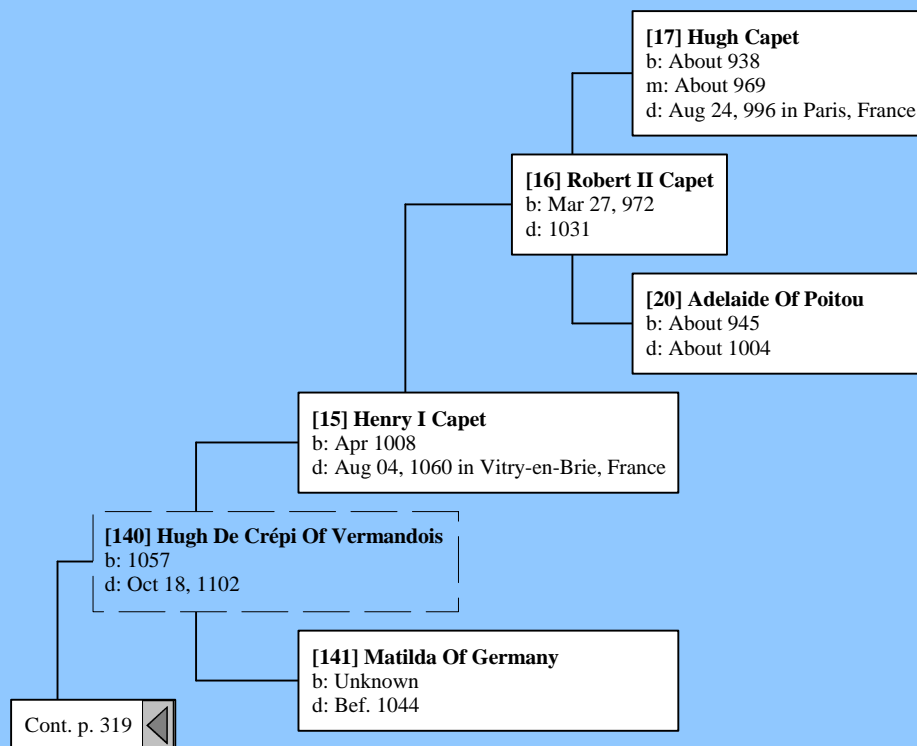 [17] Hugh Capet
b: About 938
m: About 969
d: Aug 24, 996 in Paris, France
[16] Robert II Capet
b: Mar 27, 972
d: 1031
[20] Adelaide Of Poitou
b: About 945
d: About 1004
[15] Henry I Capet
b: Apr 1008
d: Aug 04, 1060 in Vitry-en-Brie, France
[140] Hugh De Crépi Of Vermandois
b: 1057
d: Oct 18, 1102
[141] Matilda Of Germany
b: Unknown
d: Bef. 1044
Cont. p. 319